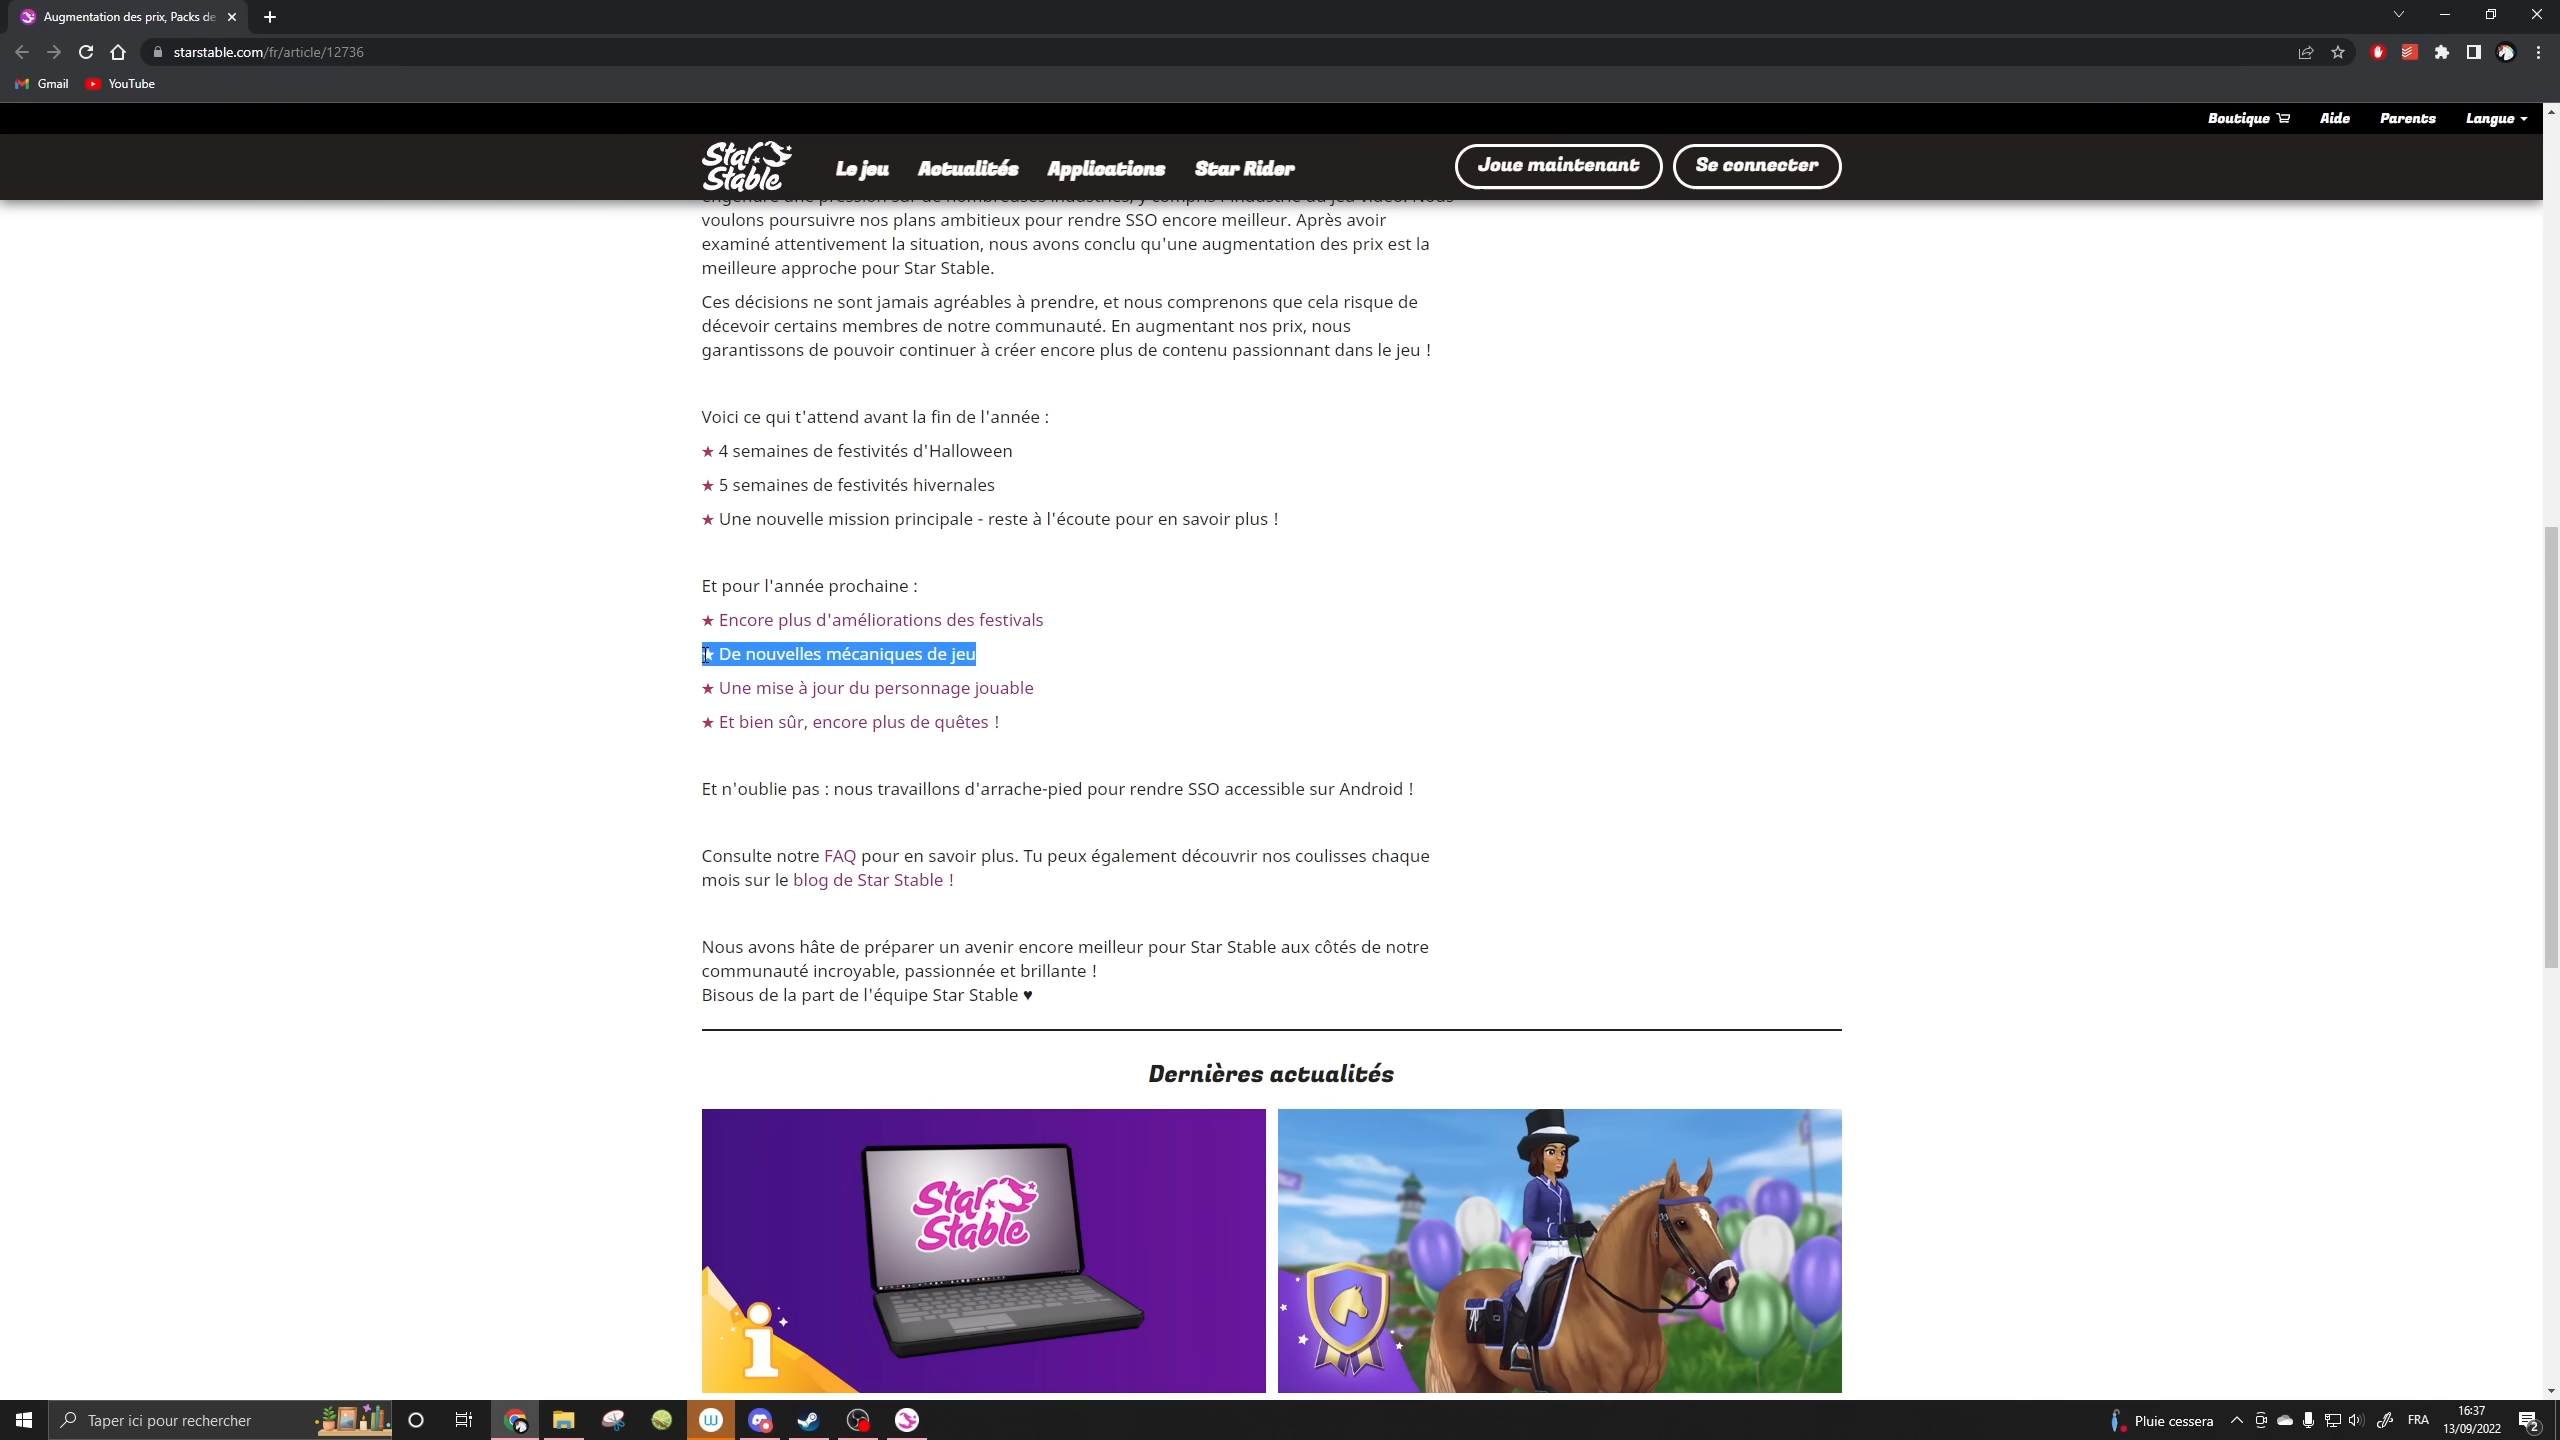 Augmentation des prix, Packs de
starstable.com/fr/article/12736
Gmail
YouTube
Boutique
Aide
Parents
Langue
Star Stable
Le jeu
Actualités
Applications
Star Rider
Joue maintenant
Se connecter
engendré une pression sur de nombreuses industries, y compris l'industrie du jeu vidéo. Nous
voulons poursuivre nos plans ambitieux pour rendre SSO encore meilleur. Après avoir
examiné attentivement la situation, nous avons conclu qu'une augmentation des prix est la
meilleure approche pour Star Stable.
Ces décisions ne sont jamais agréables à prendre, et nous comprenons que cela risque de
décevoir certains membres de notre communauté. En augmentant nos prix, nous
garantissons de pouvoir continuer à créer encore plus de contenu passionnant dans le jeu !
Voici ce qui t'attend avant la fin de l'année :
★ 4 semaines de festivités d'Halloween
★ 5 semaines de festivités hivernales
★ Une nouvelle mission principale - reste à l'écoute pour en savoir plus !
Et pour l'année prochaine :
★ Encore plus d'améliorations des festivals
★ De nouvelles mécaniques de jeu
★ Une mise à jour du personnage jouable
★ Et bien sûr, encore plus de quêtes !
Et n'oublie pas : nous travaillons d'arrache-pied pour rendre SSO accessible sur Android !
Consulte notre FAQ pour en savoir plus. Tu peux également découvrir nos coulisses chaque
mois sur le blog de Star Stable !
Nous avons hâte de préparer un avenir encore meilleur pour Star Stable aux côtés de notre
communauté incroyable, passionnée et brillante !
Bisous de la part de l'équipe Star Stable ♥
Dernières actualités
Star Stable
i
Taper ici pour rechercher
W
Pluie cessera
FRA
16:37
13/09/2022
2